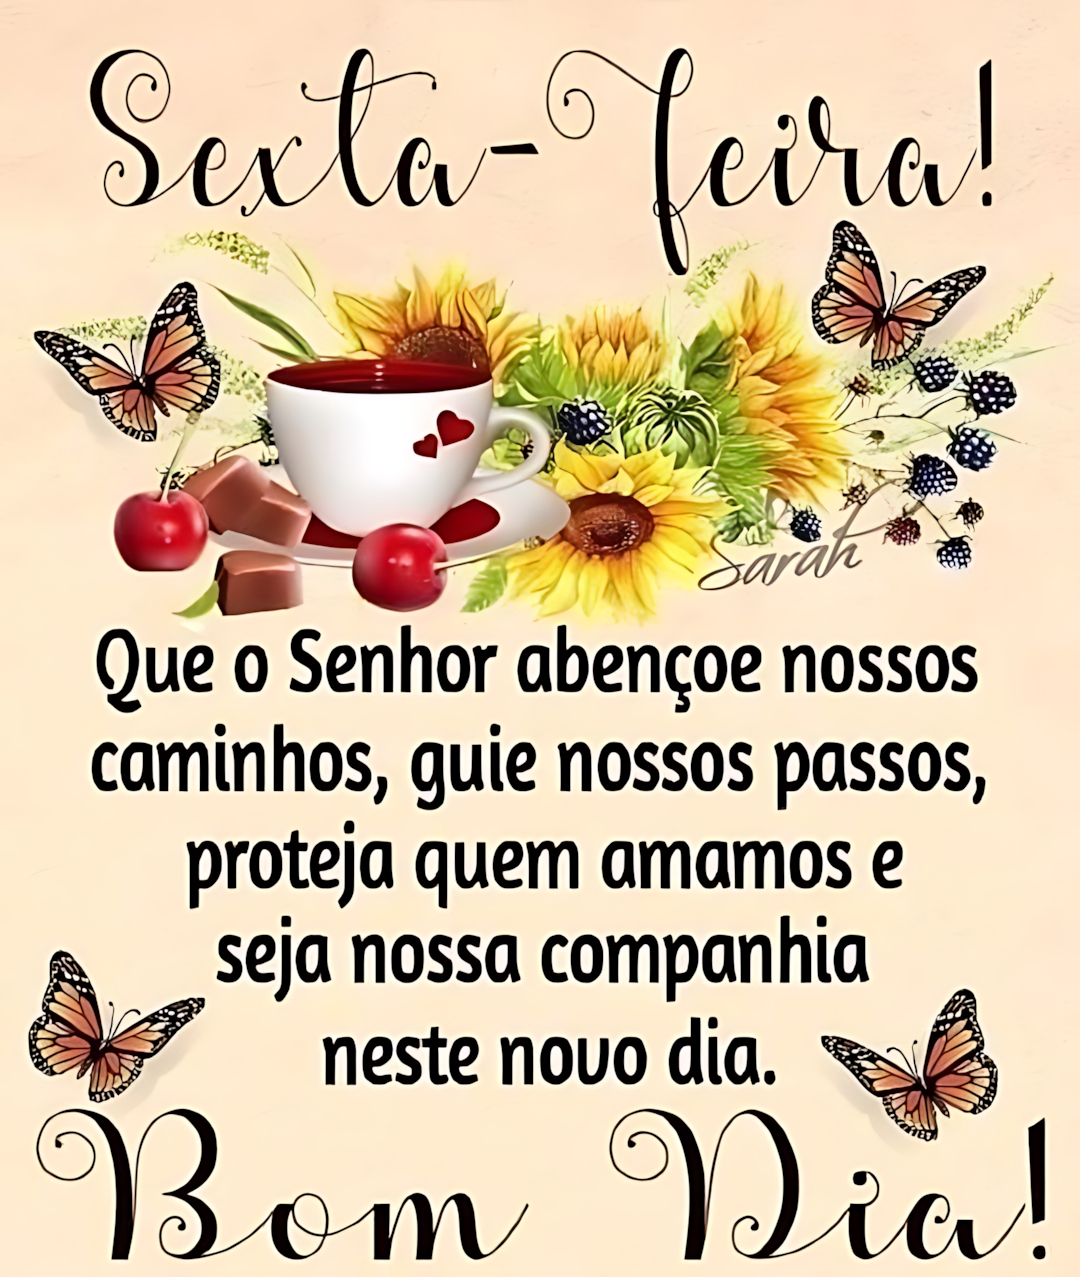 Sexta-Feira!
Sarah
Que o Senhor abençoe nossos
caminhos, guie nossos passos,
proteja quem amamos e
seja nossa companhia
neste novo dia.
Bom Dia!